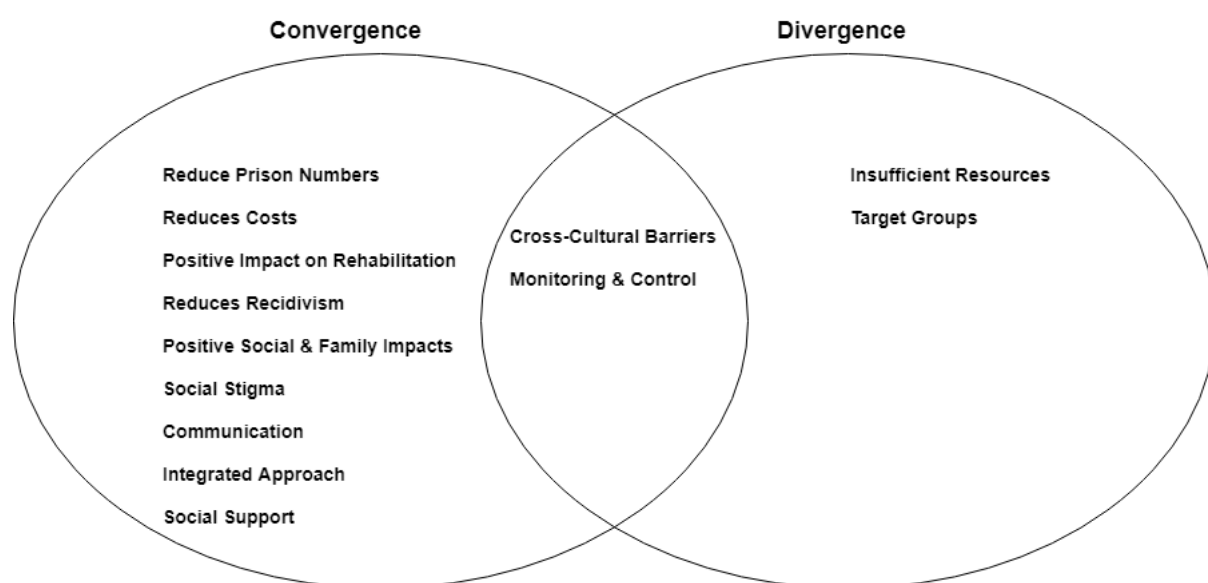 Convergence
Divergence
Reduce Prison Numbers
Reduces Costs
Positive Impact on Rehabilitation
Reduces Recidivism
Positive Social & Family Impacts
Social Stigma
Communication
Integrated Approach
Social Support
Cross-Cultural Barriers
Monitoring & Control
Insufficient Resources
Target Groups